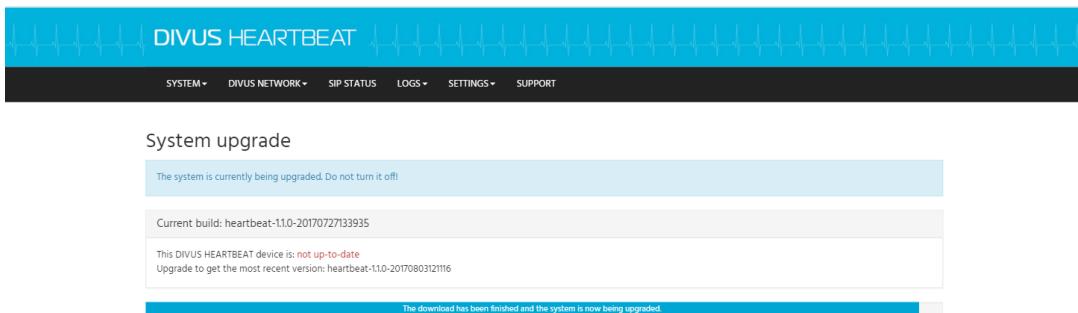 DIVUS HEARTBEAT
SYSTEM DIVUS NETWORK SIP STATUS LOGS SETTINGS SUPPORT
System upgrade
The system is currently being upgraded. Do not turn it off!
Current build: heartbeat-1.1.0-20170727133935
This DIVUS HEARTBEAT device is: not up-to-date
Upgrade to get the most recent version: heartbeat-1.1.0-20170803121116
The download has been finished and the system is now being upgraded.